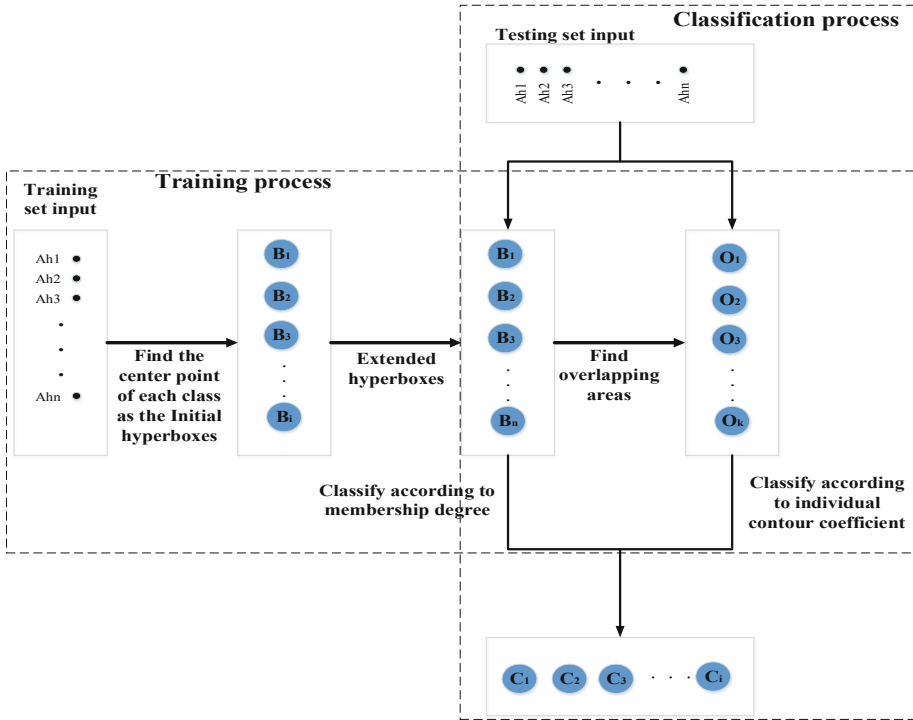 Classification process
Testing set input
Ah1
Ah2
Ah3
. . .
Ahn
Training process
Training
set input
Ah1
Ah2
Ah3
.
.
.
Ahn
Find the
center point
of each class
as the Initial
hyperboxes
B1
B2
B3
.
.
.
Bi
Extended
hyperboxes
B1
B2
B3
.
.
.
Bn
Find
overlapping
areas
O1
O2
O3
.
.
.
Ok
Classify according to
membership degree
Classify according
to individual
contour coefficient
C1 C2 C3 . . . Ci